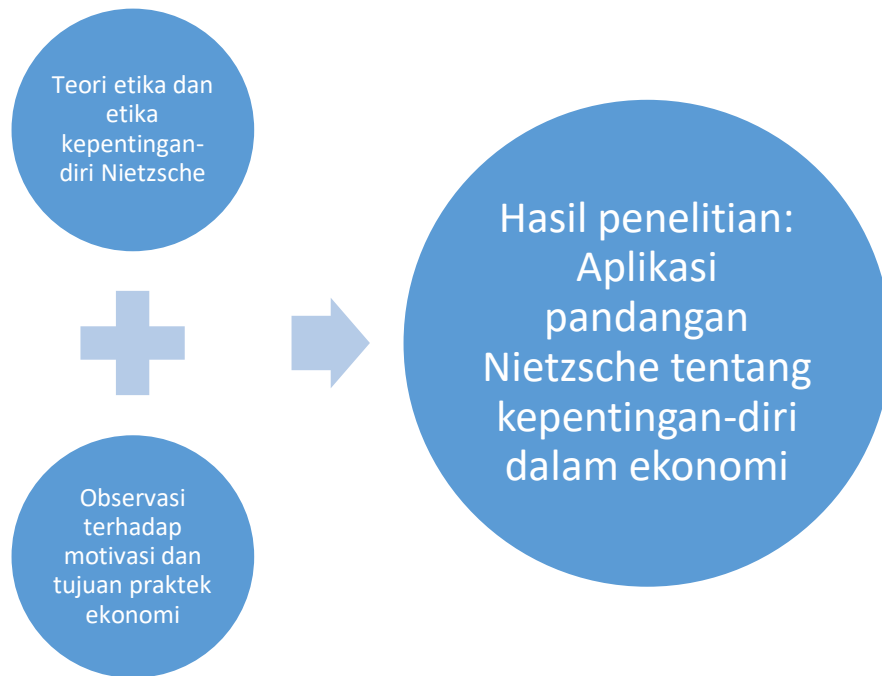 Teori etika dan
etika
kepentingan-
diri Nietzsche
Observasi
terhadap
motivasi dan
tujuan praktek
ekonomi
Hasil penelitian:
Aplikasi
pandangan
Nietzsche tentang
kepentingan-diri
dalam ekonomi